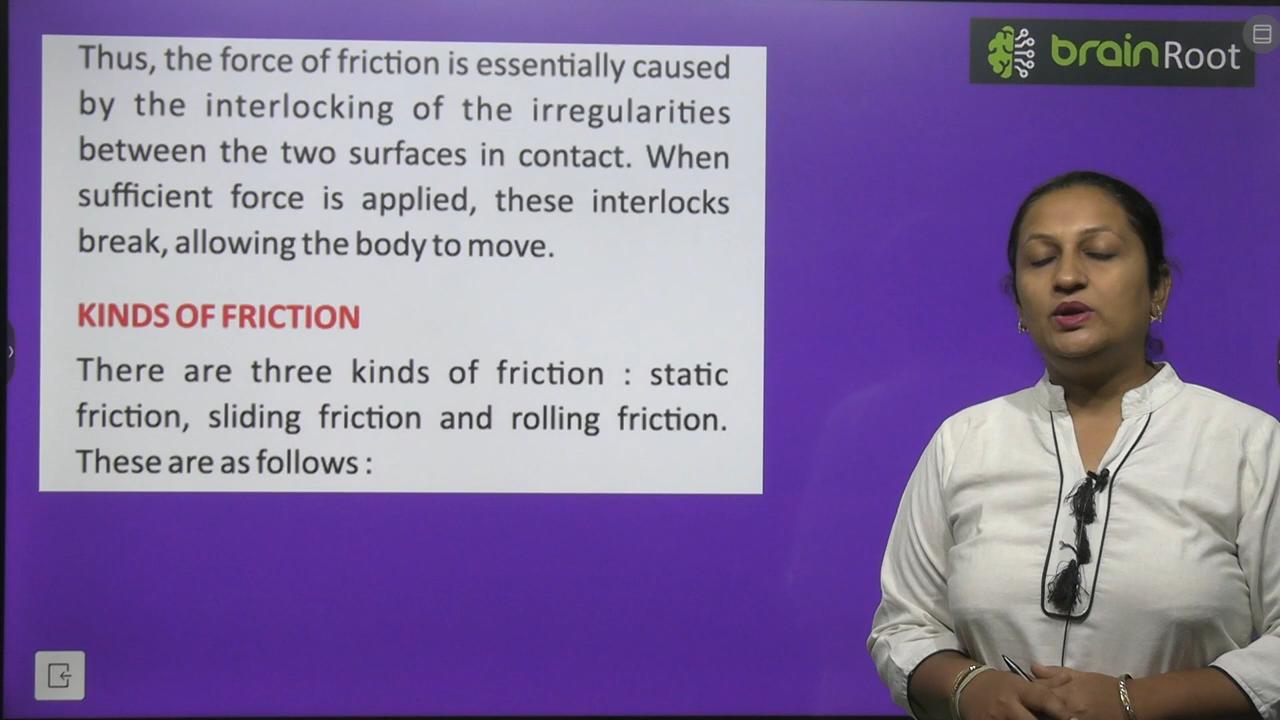 brainRoot
Thus, the force of friction is essentially caused
by the interlocking of the irregularities
between the two surfaces in contact. When
sufficient force is applied, these interlocks
break, allowing the body to move.
KINDS OF FRICTION
There are three kinds of friction : static
friction, sliding friction and rolling friction.
These are as follows :